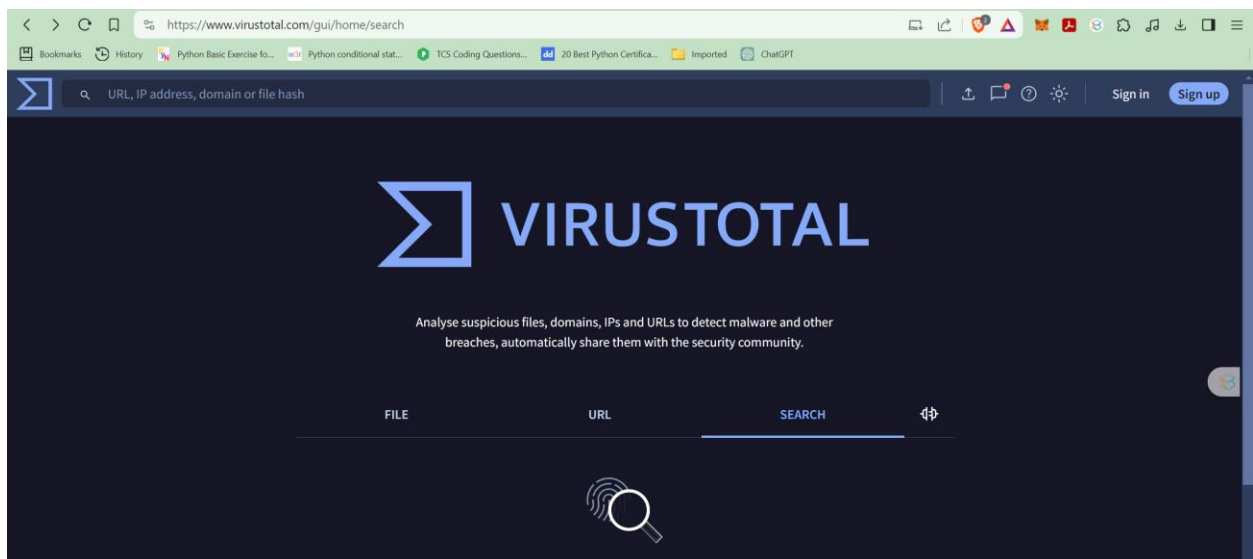 https://www.virustotal.com/gui/home/search
Bookmarks History Python Basic Exercise fo... w3r Python conditional stat... TCS Coding Questions... dd 20 Best Python Certifica... Imported ChatGPT
URL, IP address, domain or file hash Sign in Sign up
VIRUSTOTAL
Analyse suspicious files, domains, IPs and URLs to detect malware and other
breaches, automatically share them with the security community.
FILE URL SEARCH